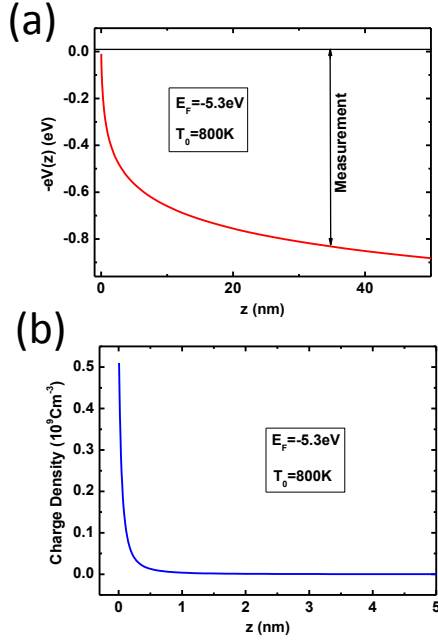 (a)
0.0
-0.2
-0.4
-0.6
-0.8
-eV(z) (eV)
E_F=-5.3eV
T_0=800K
Measurement
0
20
40
z (nm)
(b)
0.5
0.4
0.3
0.2
0.1
0.0
Charge Density (10⁹Cm⁻³)
E_F=-5.3eV
T_0=800K
0
1
2
3
4
5
z (nm)